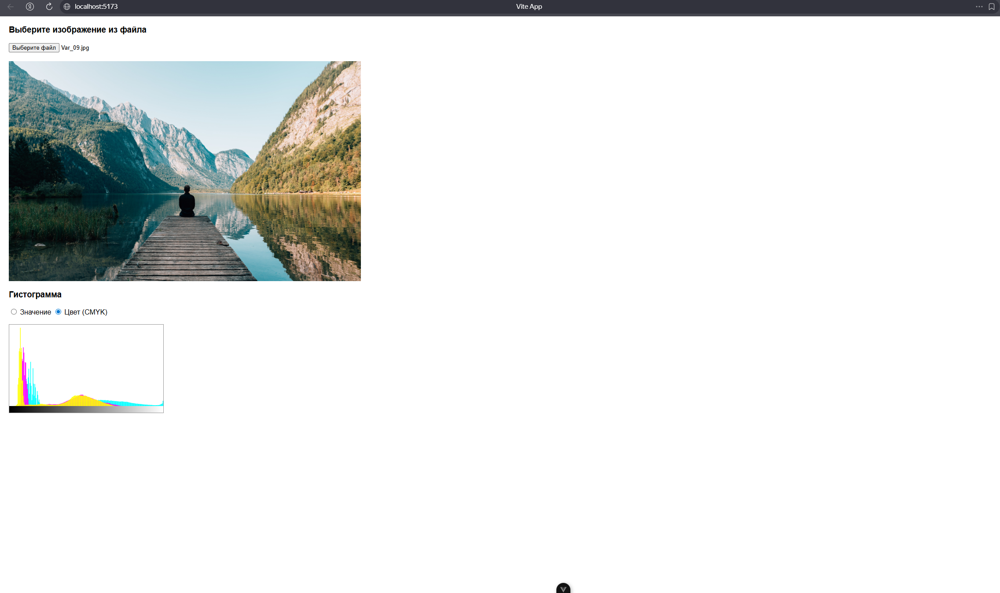 localhost:5173
Vite App
Выберите изображение из файла
Выберите файл Var_09.jpg
Гистограмма
Значение Цвет (CMYK)